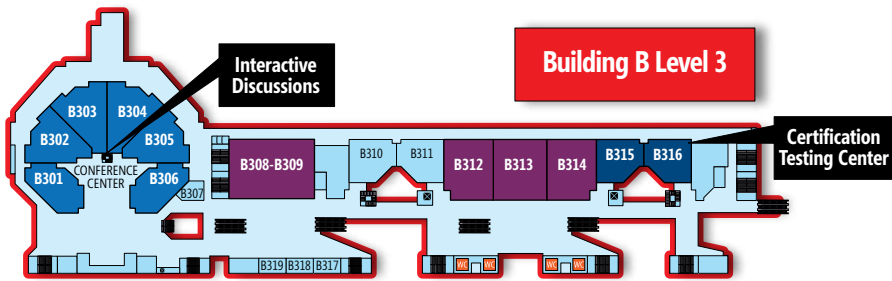 Building B Level 3
Interactive
Discussions
Certification
Testing Center
B303
B304
B302
B305
B301
CONFERENCE
CENTER
B306
B307
B308-B309
B310
B311
B312
B313
B314
B315
B316
B319
B318
B317
WC
WC
WC
WC